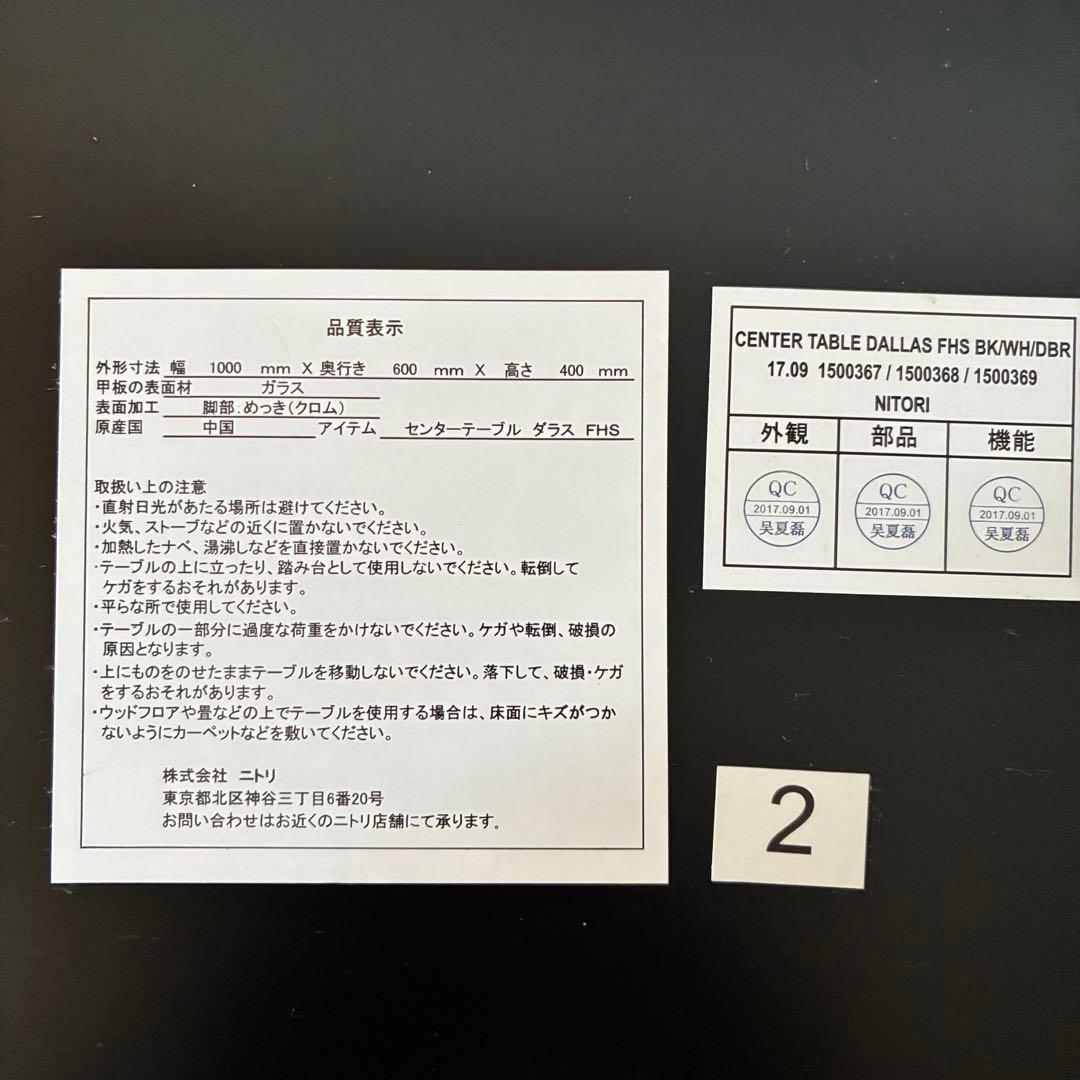 品質表示
外形寸法 幅 1000 mm X 奥行き 600 mm X 高さ 400 mm
甲板の表面材 ガラス
表面加工 脚部:めっき(クロム)
原産国 中国 アイテム センターテーブル ダラス FHS
取扱い上の注意
・直射日光があたる場所は避けてください。
・火気、ストーブなどの近くに置かないでください。
・加熱したナベ、湯沸しなどを直接置かないでください。
・テーブルの上に立ったり、踏み台として使用しないでください。転倒して
ケガをするおそれがあります。
・平らな所で使用してください。
・テーブルの一部分に過度な荷重をかけないでください。ケガや転倒、破損の
原因となります。
・上にものをのせたままテーブルを移動しないでください。落下して、破損・ケガ
をするおそれがあります。
・ウッドフロアや畳などの上でテーブルを使用する場合は、床面にキズがつか
ないようにカーペットなどを敷いてください。
株式会社 ニトリ
東京都北区神谷三丁目6番20号
お問い合わせはお近くのニトリ店舗にて承ります。
CENTER TABLE DALLAS FHS BK/WH/DBR
17.09 1500367 / 1500368 / 1500369
NITORI
外観 部品 機能
QC QC QC
2017.09.01 2017.09.01 2017.09.01
吴夏磊 吴夏磊 吴夏磊
2